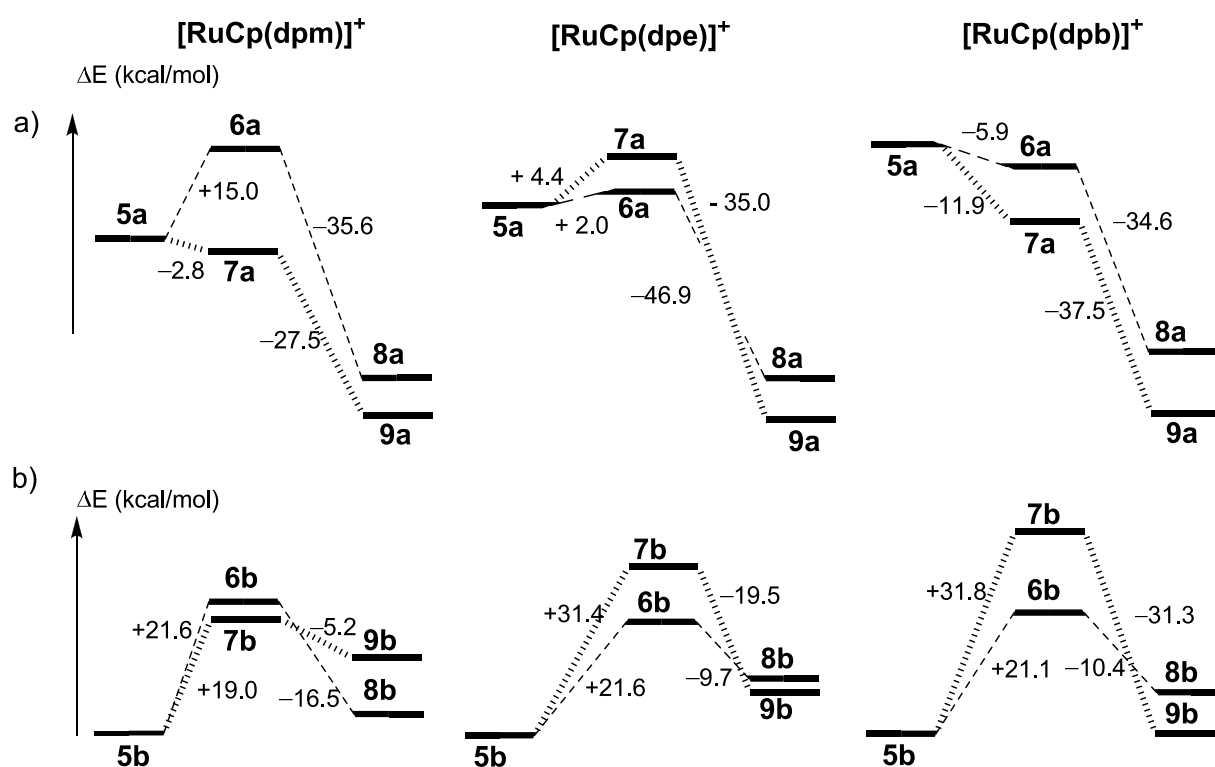 [RuCp(dpm)]⁺ [RuCp(dpe)]⁺ [RuCp(dpb)]⁺
ΔE (kcal/mol)
a)
6a
+15.0
5a
−35.6
−2.8
7a
−27.5
8a
9a
7a
+ 4.4
6a
5a
+ 2.0
- 35.0
−46.9
8a
9a
−5.9
6a
5a
−11.9
7a
−34.6
−37.5
8a
9a
b)
ΔE (kcal/mol)
6b
+21.6
7b
−5.2
9b
+19.0
−16.5
8b
5b
7b
+31.4
6b
−19.5
8b
+21.6
−9.7
9b
5b
7b
+31.8
6b
−31.3
+21.1
−10.4
8b
9b
5b